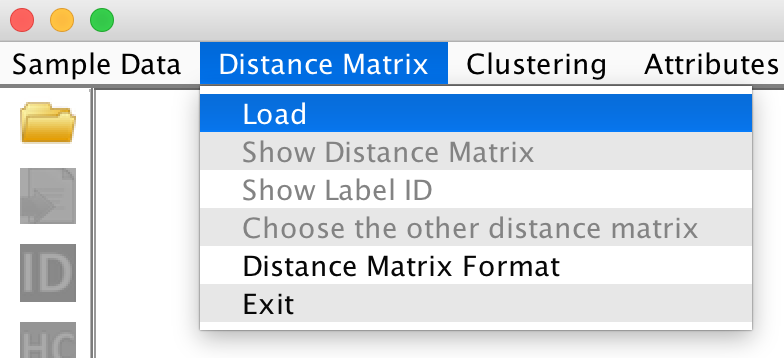 Sample Data Distance Matrix Clustering Attributes
Load
Show Distance Matrix
Show Label ID
Choose the other distance matrix
Distance Matrix Format
Exit
ID
HC